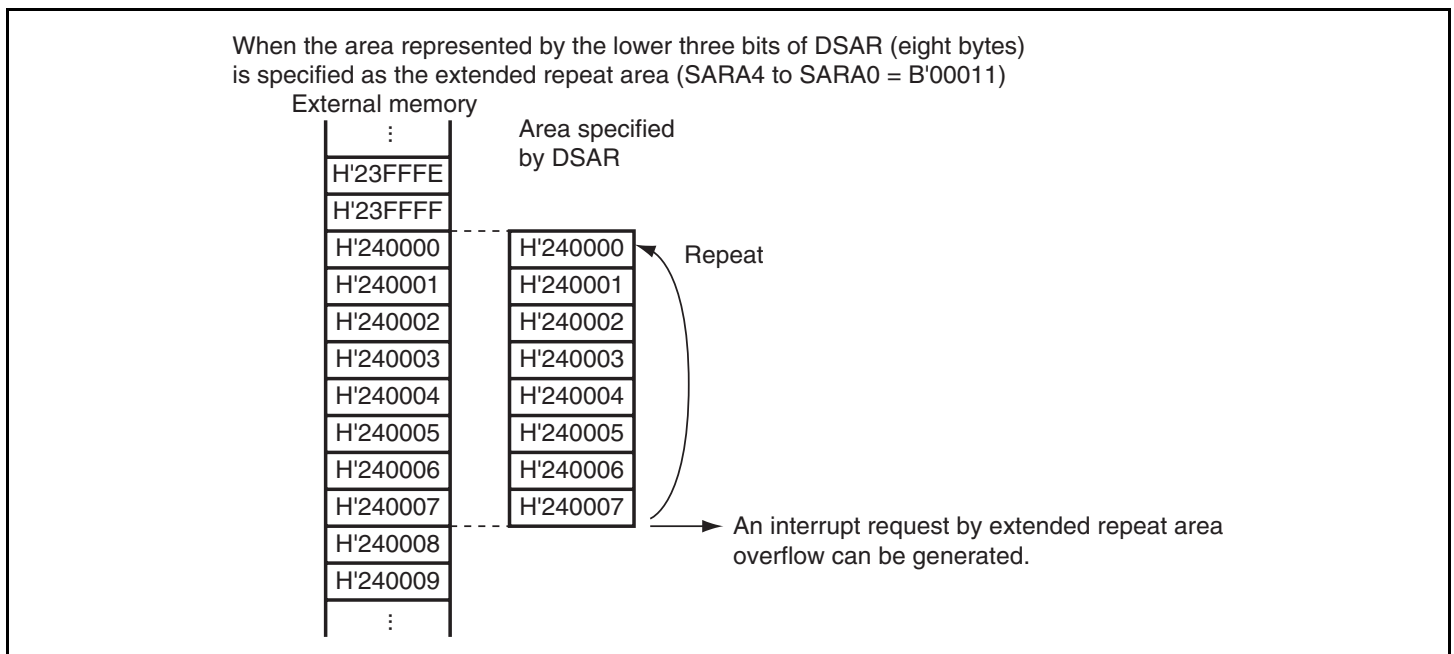 When the area represented by the lower three bits of DSAR (eight bytes)
is specified as the extended repeat area (SARA4 to SARA0 = B'00011)
External memory
Area specified
by DSAR
⋮
H'23FFFE
H'23FFFF
H'240000
H'240001
H'240002
H'240003
H'240004
H'240005
H'240006
H'240007
H'240008
H'240009
⋮
H'240000
H'240001
H'240002
H'240003
H'240004
H'240005
H'240006
H'240007
Repeat
An interrupt request by extended repeat area
overflow can be generated.